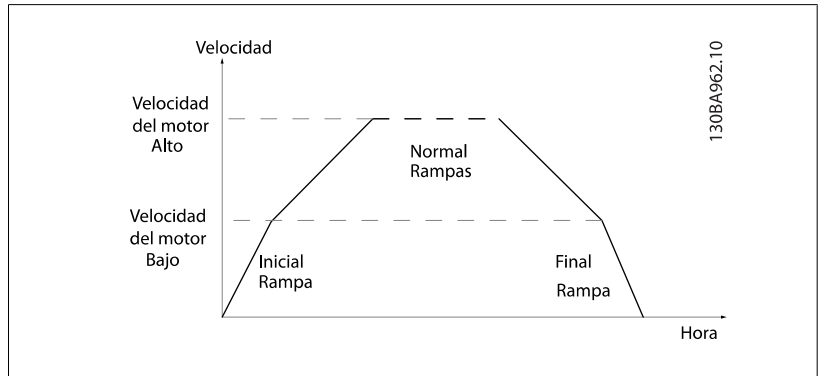 Velocidad
130BA962.10
Velocidad
del motor
Alto
Normal
Rampas
Velocidad
del motor
Bajo
Inicial
Rampa
Final
Rampa
Hora